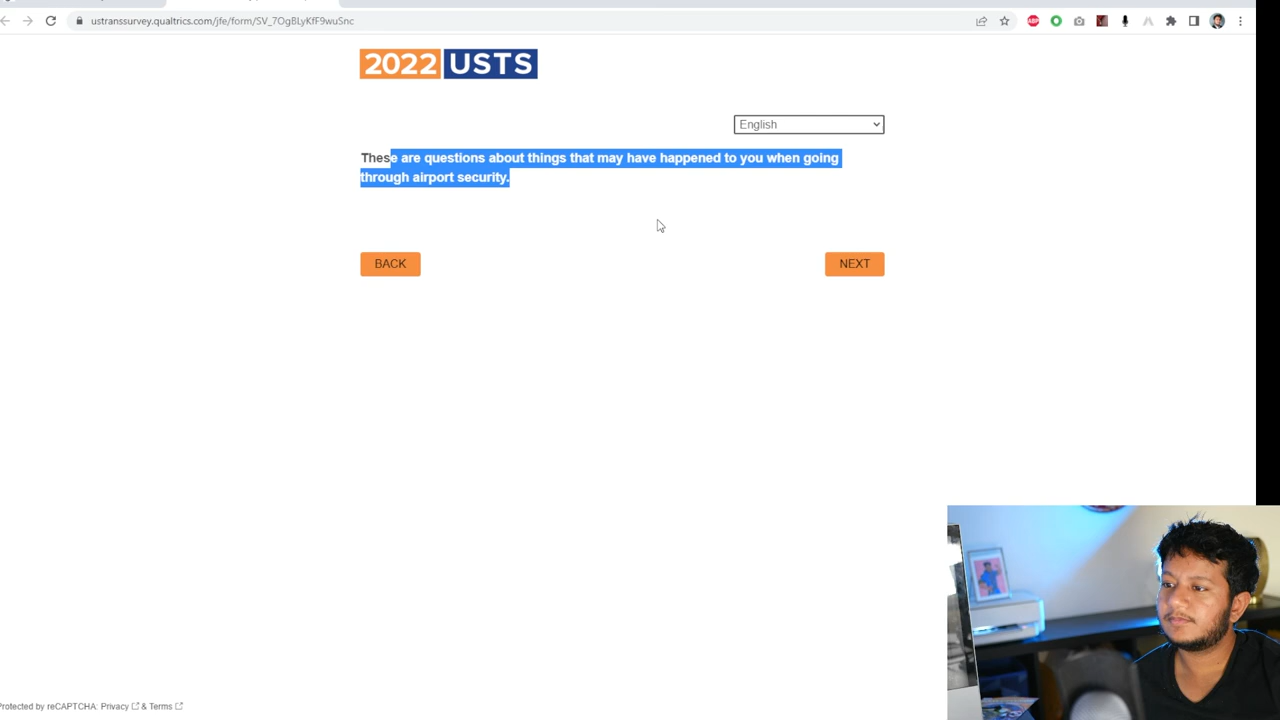 ustranssurvey.qualtrics.com/jfe/form/SV_7OgBLyKfF9wuSnc
ABP
2022 USTS
English
These are questions about things that may have happened to you when going
through airport security.
BACK
NEXT
Protected by reCAPTCHA: Privacy & Terms